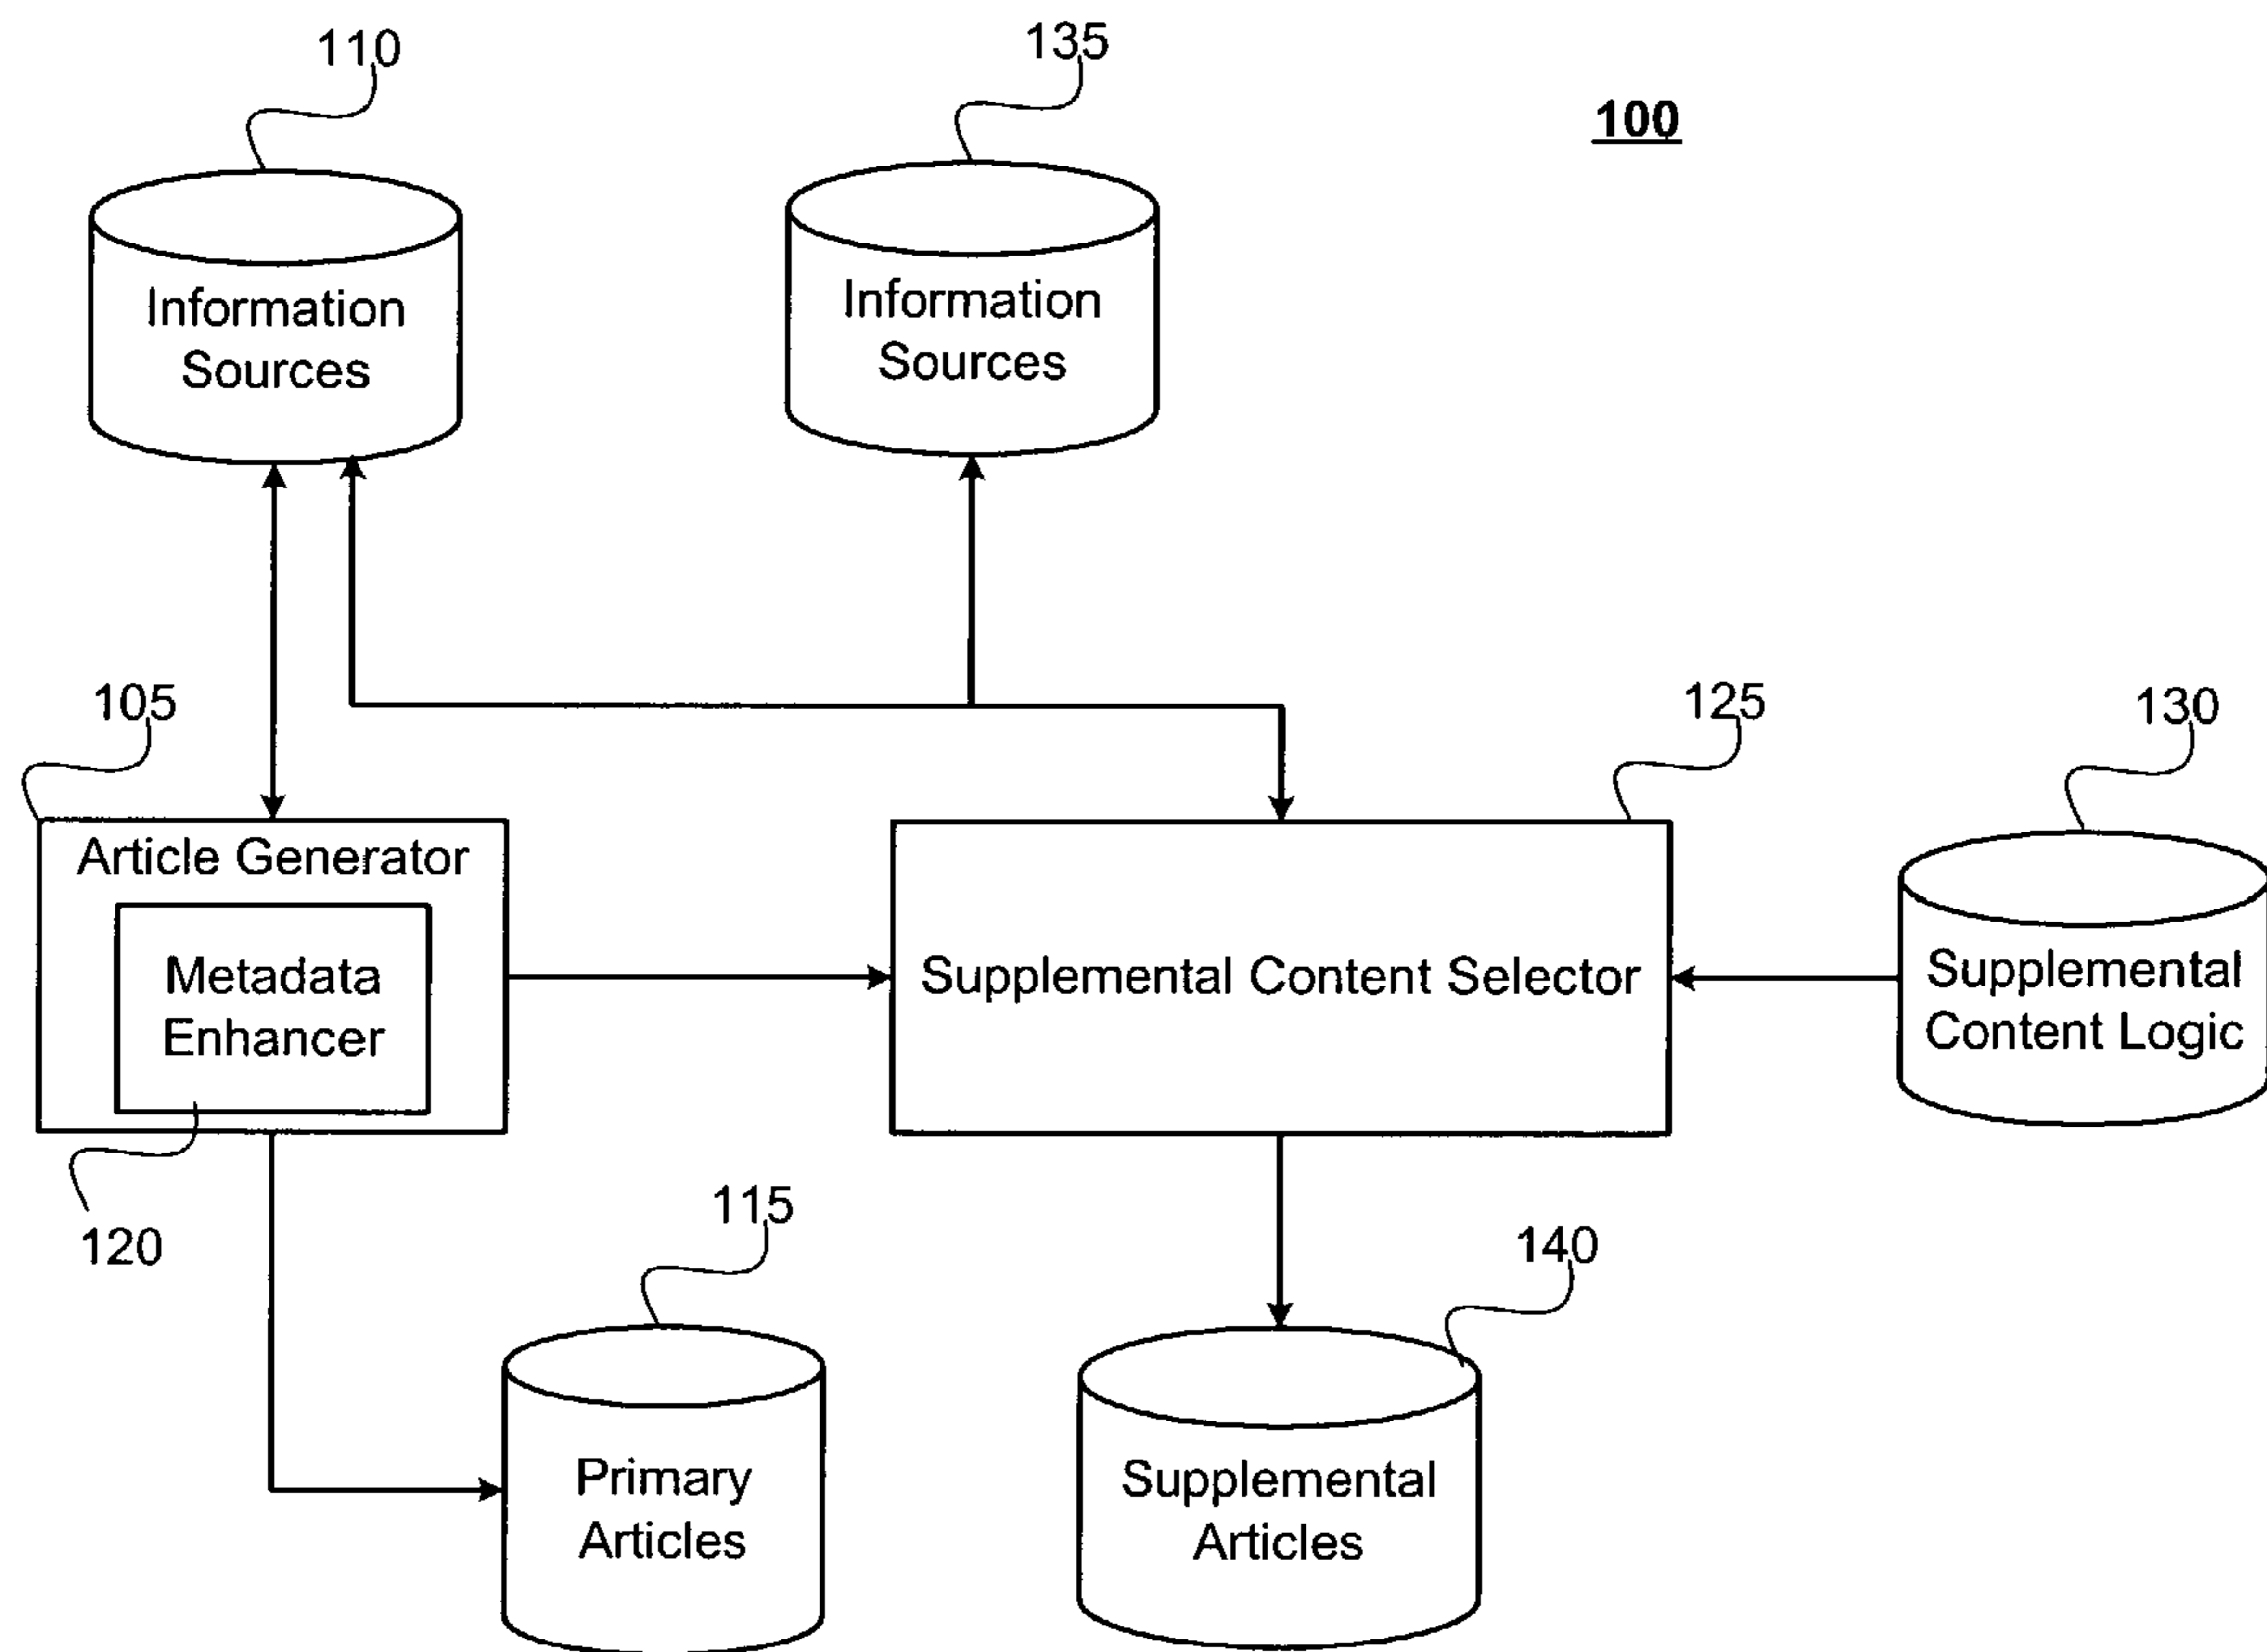 110
135
100
Information
Sources
Information
Sources
105
125
130
Article Generator
Metadata
Enhancer
Supplemental Content Selector
Supplemental
Content Logic
120
115
140
Primary
Articles
Supplemental
Articles